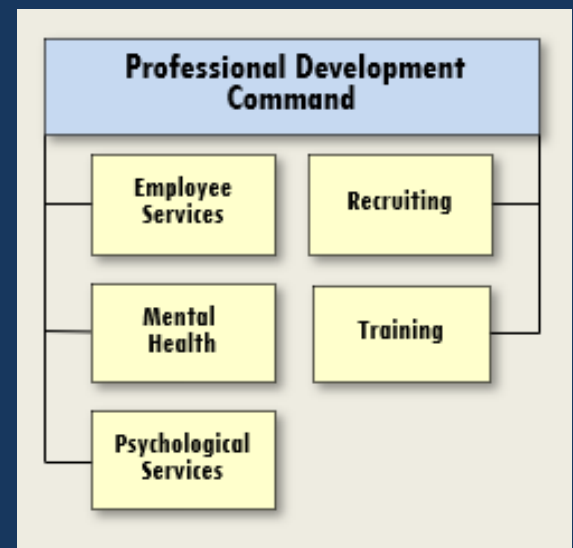 Professional Development
Command
Employee
Services
Recruiting
Mental
Health
Training
Psychological
Services